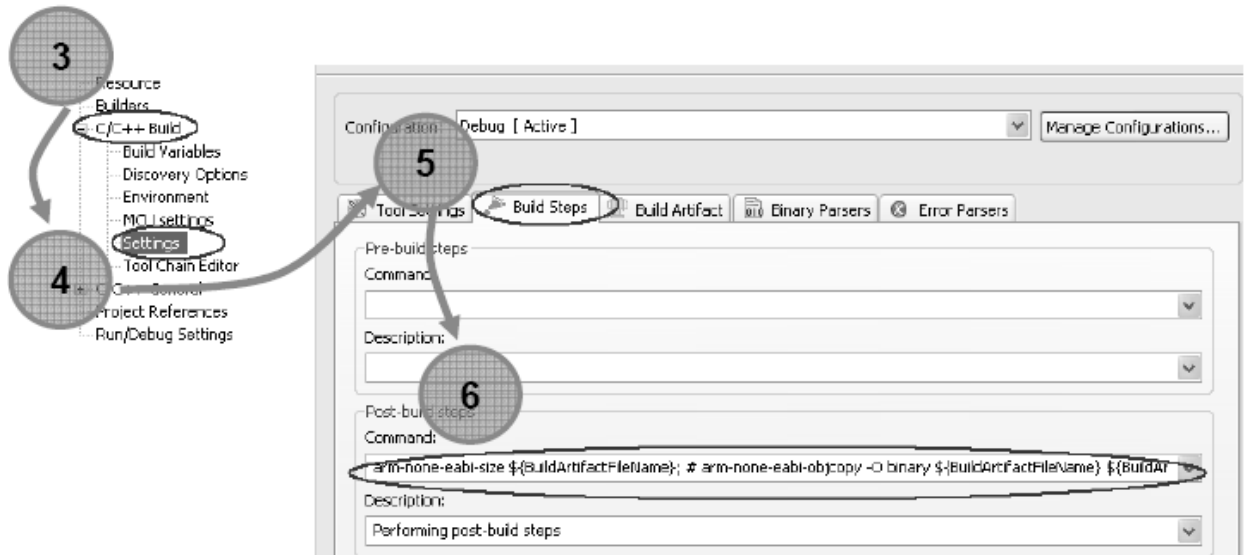 3
Resource
Builders
C/C++ Build
Build Variables
Discovery Options
Environment
MCU settings
Settings
Tool Chain Editor
4
C/C++ General
Project References
Run/Debug Settings
Configuration: Debug [ Active ]
Manage Configurations...
5
Tool Settings
Build Steps
Build Artifact
Binary Parsers
Error Parsers
Pre-build steps
Command:
Description:
6
Post-build steps
Command:
arm-none-eabi-size ${BuildArtifactFileName}; # arm-none-eabi-objcopy -O binary ${BuildArtifactFileName} ${BuildAr
Description:
Performing post-build steps